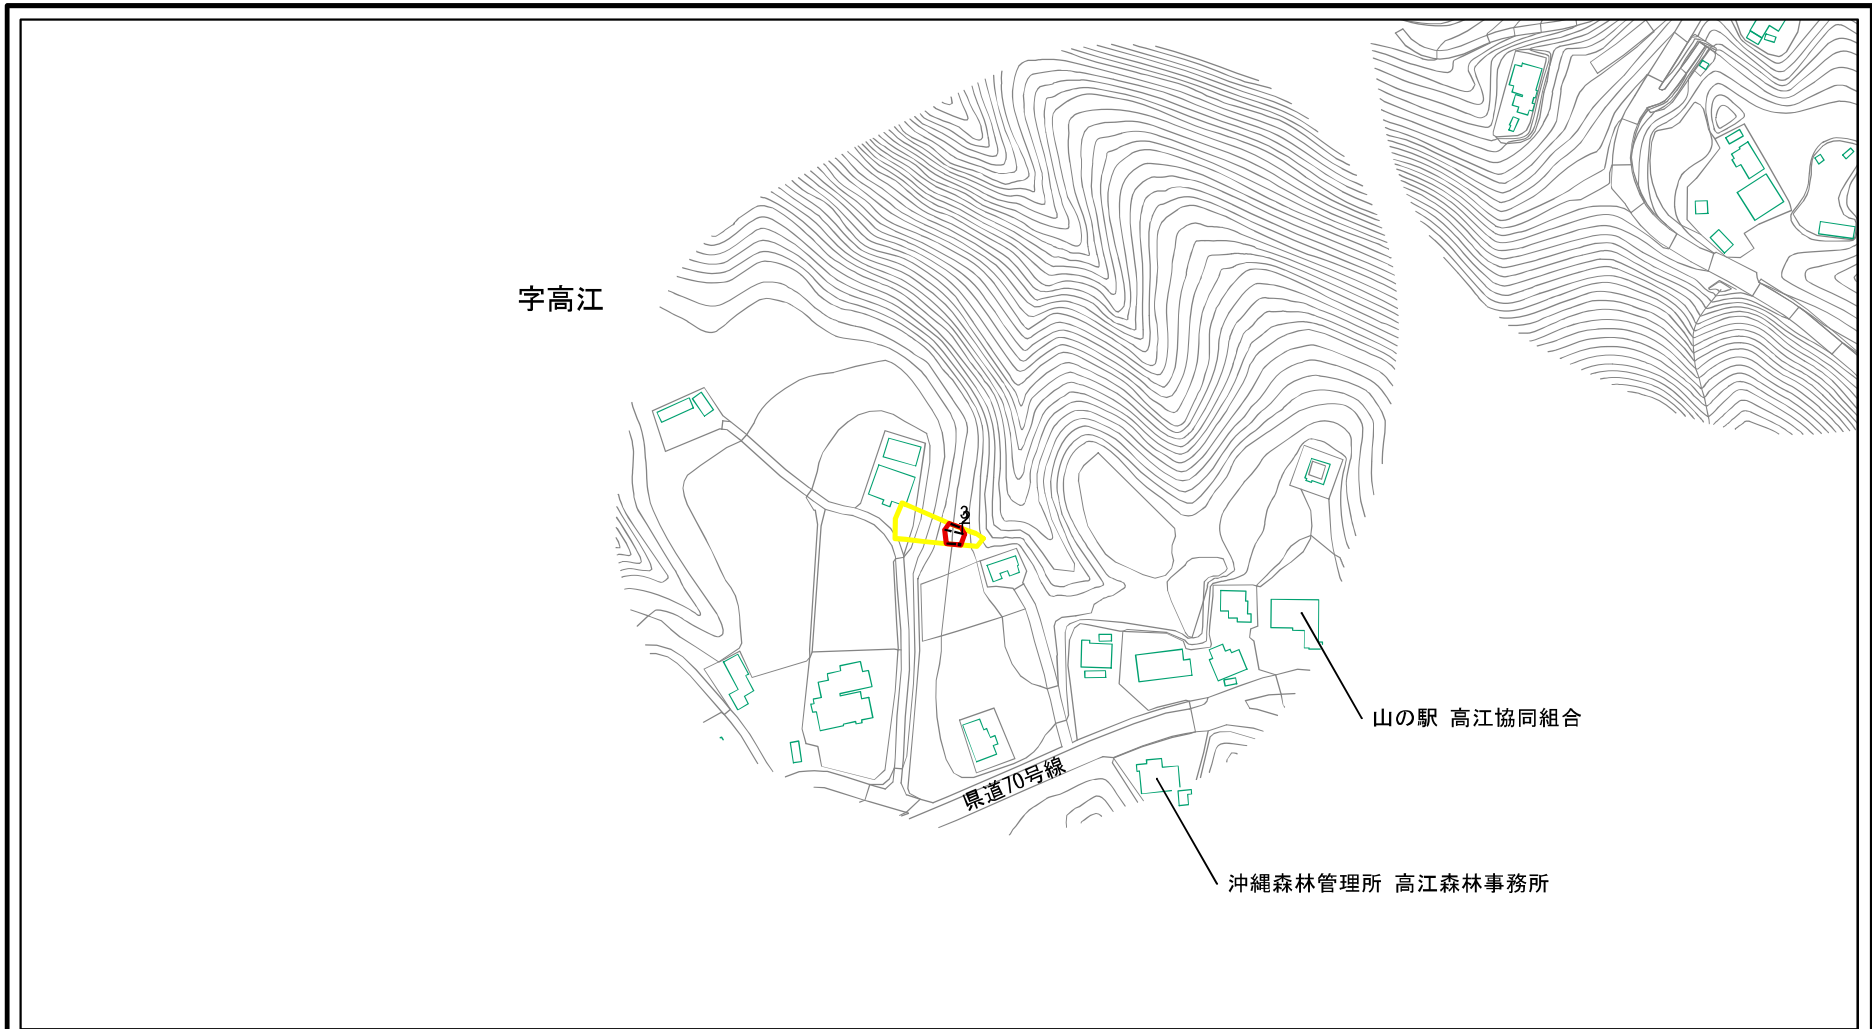 字高江
3
2
山の駅 高江協同組合
県道70号線
沖縄森林管理所 高江森林事務所